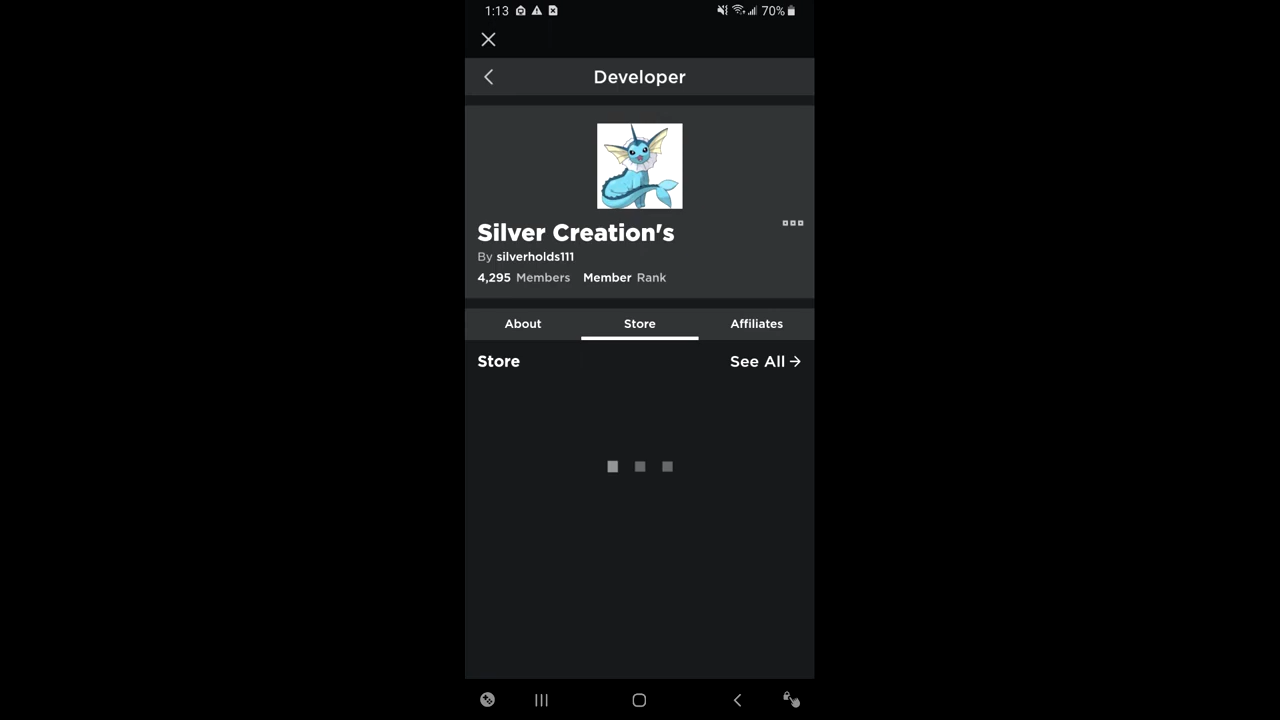 1:13 70%
Developer
Silver Creation's
By silverholds111
4,295 Members Member Rank
About Store Affiliates
Store See All →